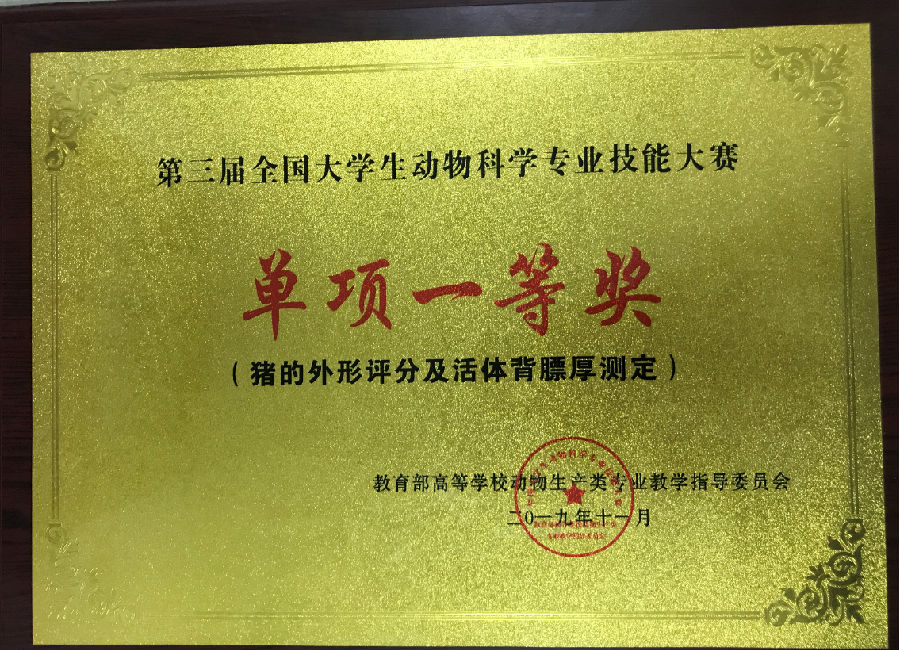 第三届全国大学生动物科学专业技能大赛
单项一等奖
（猪的外形评分及活体背膘厚测定）
教育部高等学校动物生产类专业教学指导委员会
二〇一九年十一月